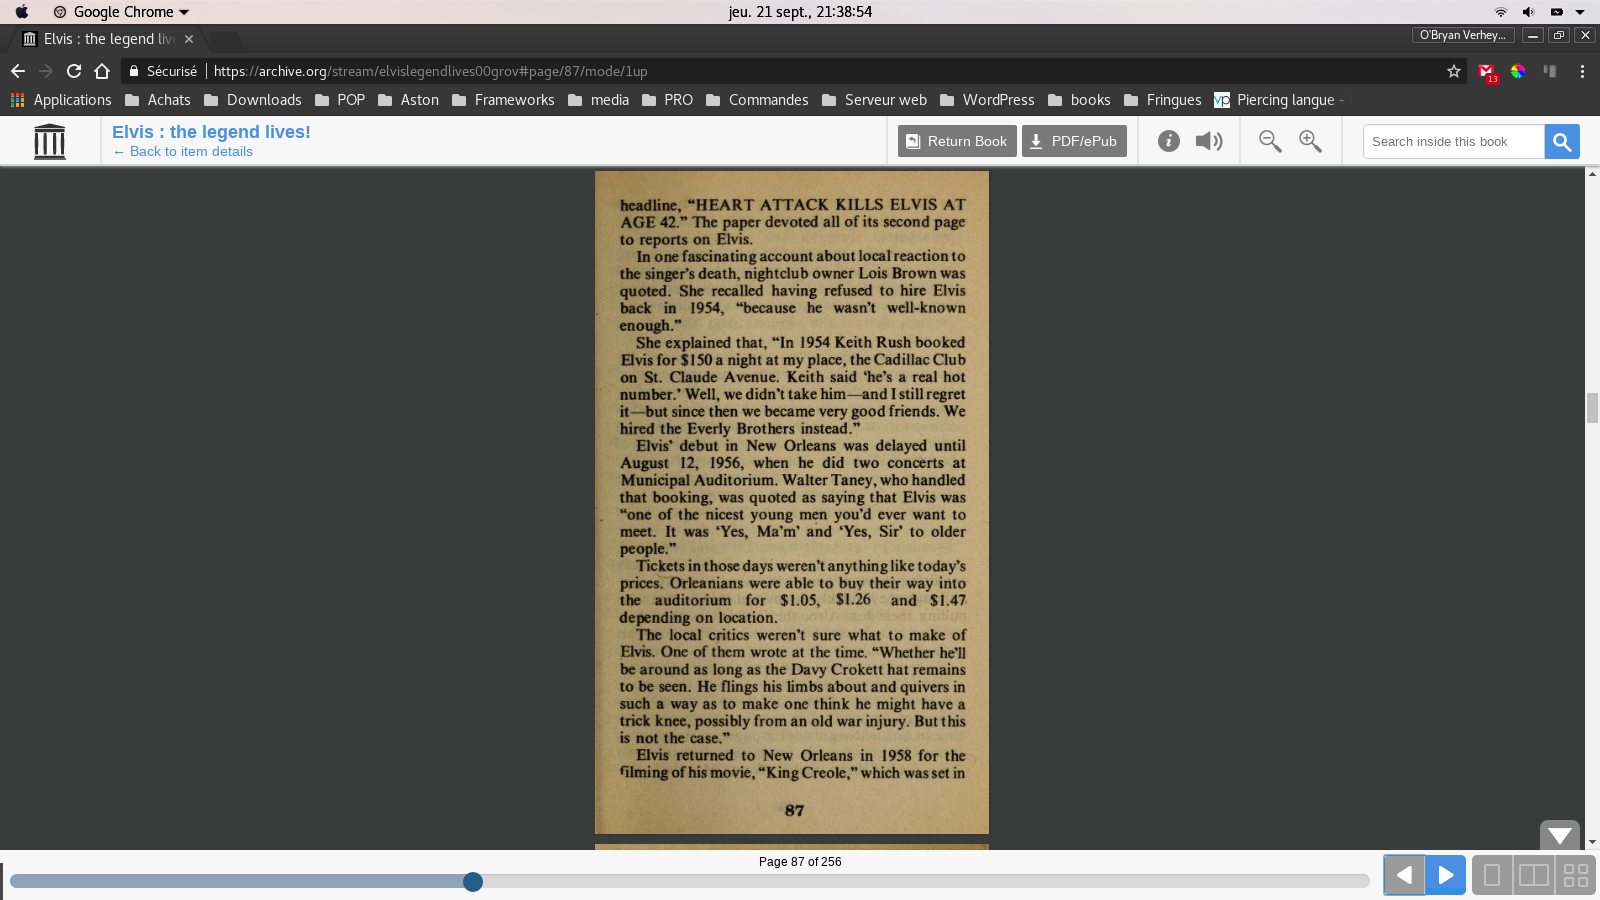 Google Chrome
jeu. 21 sept., 21:38:54
Elvis : the legend liv
O'Bryan Verhey...
Sécurisé
https://archive.org/stream/elvislegendlives00grov#page/87/mode/1up
13
Applications Achats Downloads POP Aston Frameworks media PRO Commandes Serveur web WordPress books Fringues vp Piercing langue -
Elvis : the legend lives!
← Back to item details
Return Book
PDF/ePub
Search inside this book
headline, “HEART ATTACK KILLS ELVIS AT
AGE 42.” The paper devoted all of its second page
to reports on Elvis.
In one fascinating account about local reaction to
the singer’s death, nightclub owner Lois Brown was
quoted. She recalled having refused to hire Elvis
back in 1954, “because he wasn’t well-known
enough.”
She explained that, “In 1954 Keith Rush booked
Elvis for $150 a night at my place, the Cadillac Club
on St. Claude Avenue. Keith said ‘he’s a real hot
number.’ Well, we didn’t take him—and I still regret
it—but since then we became very good friends. We
hired the Everly Brothers instead.”
Elvis’ debut in New Orleans was delayed until
August 12, 1956, when he did two concerts at
Municipal Auditorium. Walter Taney, who handled
that booking, was quoted as saying that Elvis was
“one of the nicest young men you’d ever want to
meet. It was ‘Yes, Ma’m’ and ‘Yes, Sir’ to older
people.”
Tickets in those days weren’t anything like today’s
prices. Orleanians were able to buy their way into
the auditorium for $1.05, $1.26 and $1.47
depending on location.
The local critics weren’t sure what to make of
Elvis. One of them wrote at the time. “Whether he’ll
be around as long as the Davy Crokett hat remains
to be seen. He flings his limbs about and quivers in
such a way as to make one think he might have a
trick knee, possibly from an old war injury. But this
is not the case.”
Elvis returned to New Orleans in 1958 for the
filming of his movie, “King Creole,” which was set in
87
Page 87 of 256